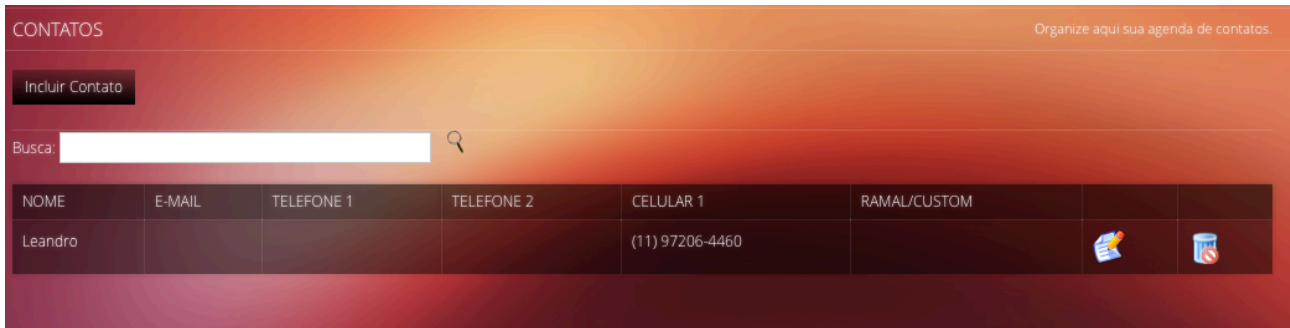 CONTATOS
Organize aqui sua agenda de contatos.
Incluir Contato
Busca:
NOME E-MAIL TELEFONE 1 TELEFONE 2 CELULAR 1 RAMAL/CUSTOM
Leandro (11) 97206-4460